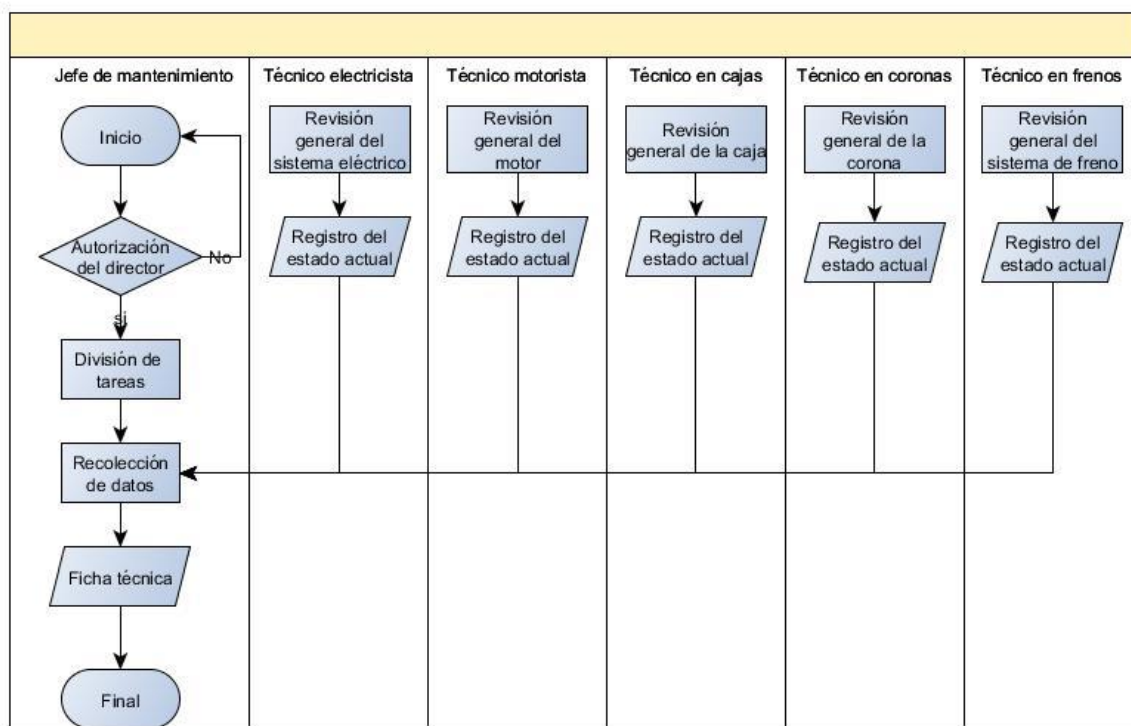 Jefe de mantenimiento
Técnico electricista
Técnico motorista
Técnico en cajas
Técnico en coronas
Técnico en frenos
Inicio
Autorización
del director
No
si
División de
tareas
Recolección
de datos
Ficha técnica
Final
Revisión
general del
sistema eléctrico
Registro del
estado actual
Revisión
general del
motor
Registro del
estado actual
Revisión
general de la caja
Registro del
estado actual
Revisión
general de la
corona
Registro del
estado actual
Revisión
general del
sistema de freno
Registro del
estado actual